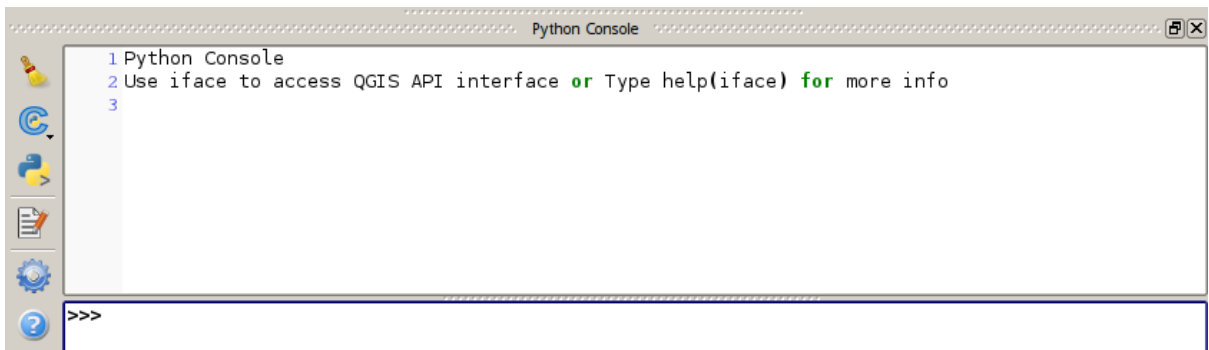 Python Console
1 Python Console
2 Use iface to access QGIS API interface or Type help(iface) for more info
3
>>>